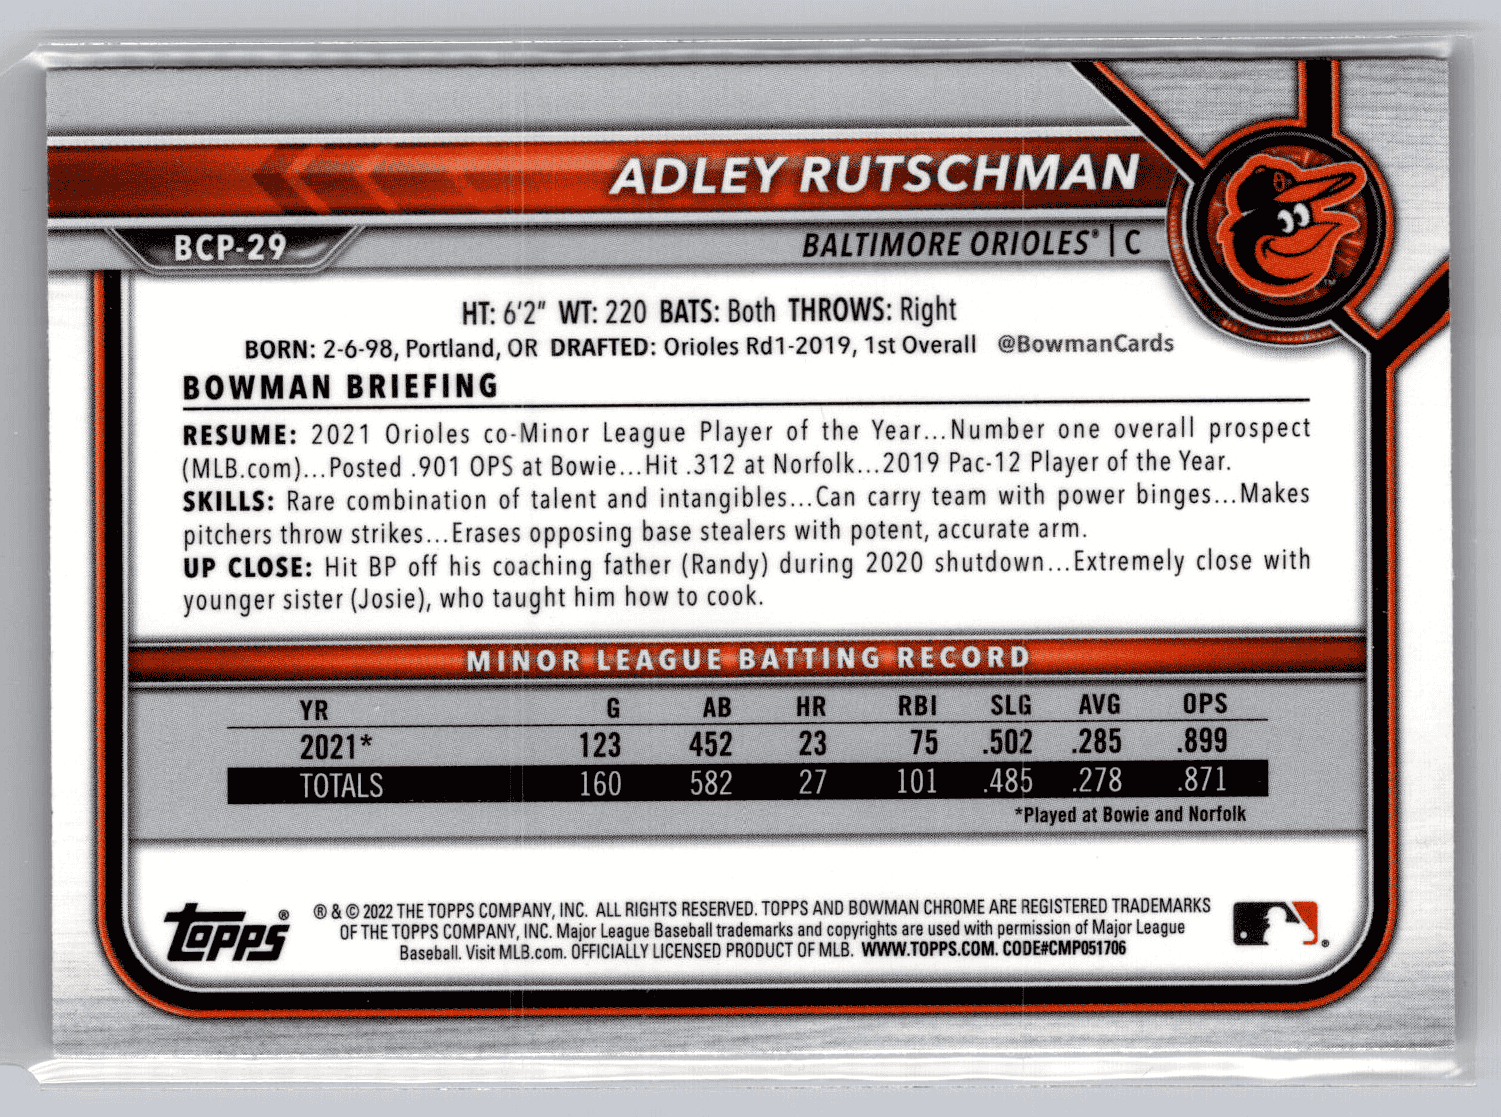 ADLEY RUTSCHMAN
BCP-29
BALTIMORE ORIOLES® | C
HT: 6'2" WT: 220 BATS: Both THROWS: Right
BORN: 2-6-98, Portland, OR DRAFTED: Orioles Rd1-2019, 1st Overall @BowmanCards
BOWMAN BRIEFING
RESUME: 2021 Orioles co-Minor League Player of the Year...Number one overall prospect
(MLB.com)...Posted .901 OPS at Bowie...Hit .312 at Norfolk...2019 Pac-12 Player of the Year.
SKILLS: Rare combination of talent and intangibles...Can carry team with power binges...Makes
pitchers throw strikes...Erases opposing base stealers with potent, accurate arm.
UP CLOSE: Hit BP off his coaching father (Randy) during 2020 shutdown...Extremely close with
younger sister (Josie), who taught him how to cook.
MINOR LEAGUE BATTING RECORD
YR G AB HR RBI SLG AVG OPS
2021* 123 452 23 75 .502 .285 .899
TOTALS 160 582 27 101 .485 .278 .871
*Played at Bowie and Norfolk
Topps®
® & © 2022 THE TOPPS COMPANY, INC. ALL RIGHTS RESERVED. TOPPS AND BOWMAN CHROME ARE REGISTERED TRADEMARKS
OF THE TOPPS COMPANY, INC. Major League Baseball trademarks and copyrights are used with permission of Major League
Baseball. Visit MLB.com. OFFICIALLY LICENSED PRODUCT OF MLB. WWW.TOPPS.COM. CODE#CMP051706